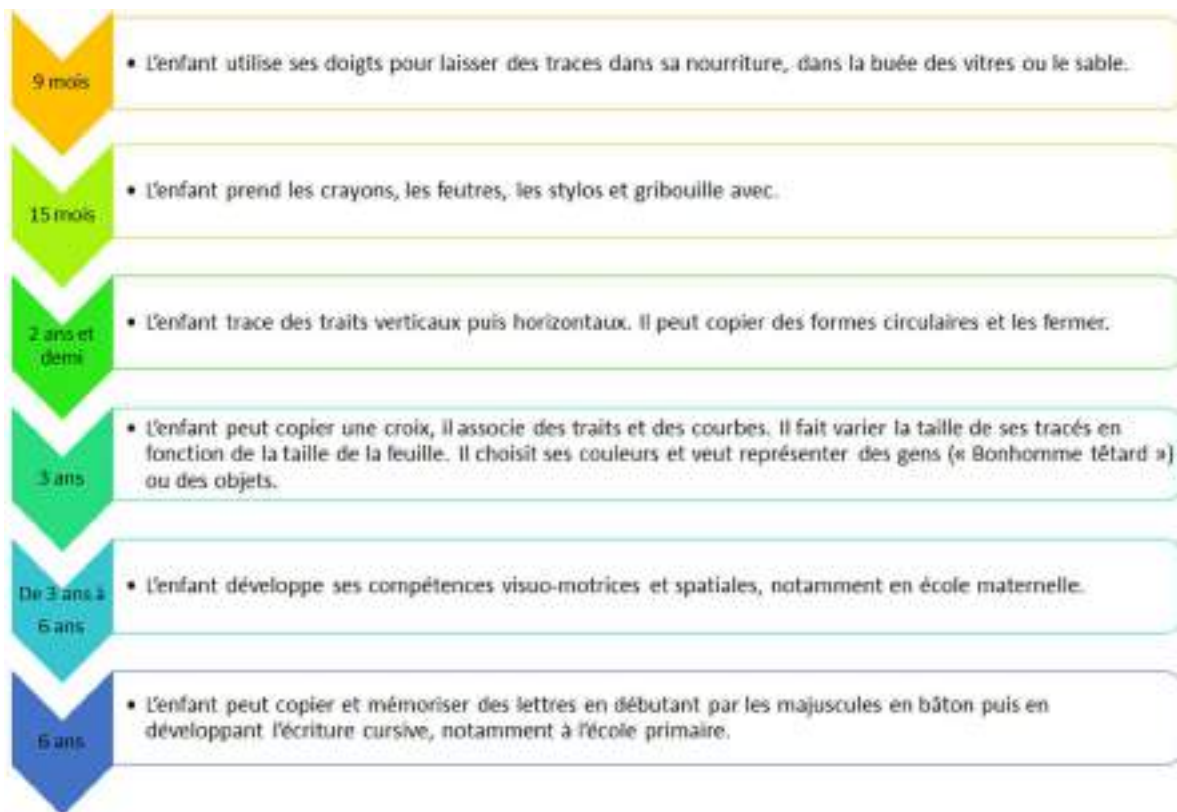 9 mois
• L'enfant utilise ses doigts pour laisser des traces dans sa nourriture, dans la buée des vitres ou le sable.
15 mois
• L'enfant prend les crayons, les feutres, les stylos et gribouille avec.
2 ans et
demi
• L'enfant trace des traits verticaux puis horizontaux. Il peut copier des formes circulaires et les fermer.
3 ans
• L'enfant peut copier une croix, il associe des traits et des courbes. Il fait varier la taille de ses tracés en
fonction de la taille de la feuille. Il choisit ses couleurs et veut représenter des gens (« Bonhomme têtard »)
ou des objets.
De 3 ans à
6 ans
• L'enfant développe ses compétences visuo-motrices et spatiales, notamment en école maternelle.
6 ans
• L'enfant peut copier et mémoriser des lettres en débutant par les majuscules en bâton puis en
développant l'écriture cursive, notamment à l'école primaire.